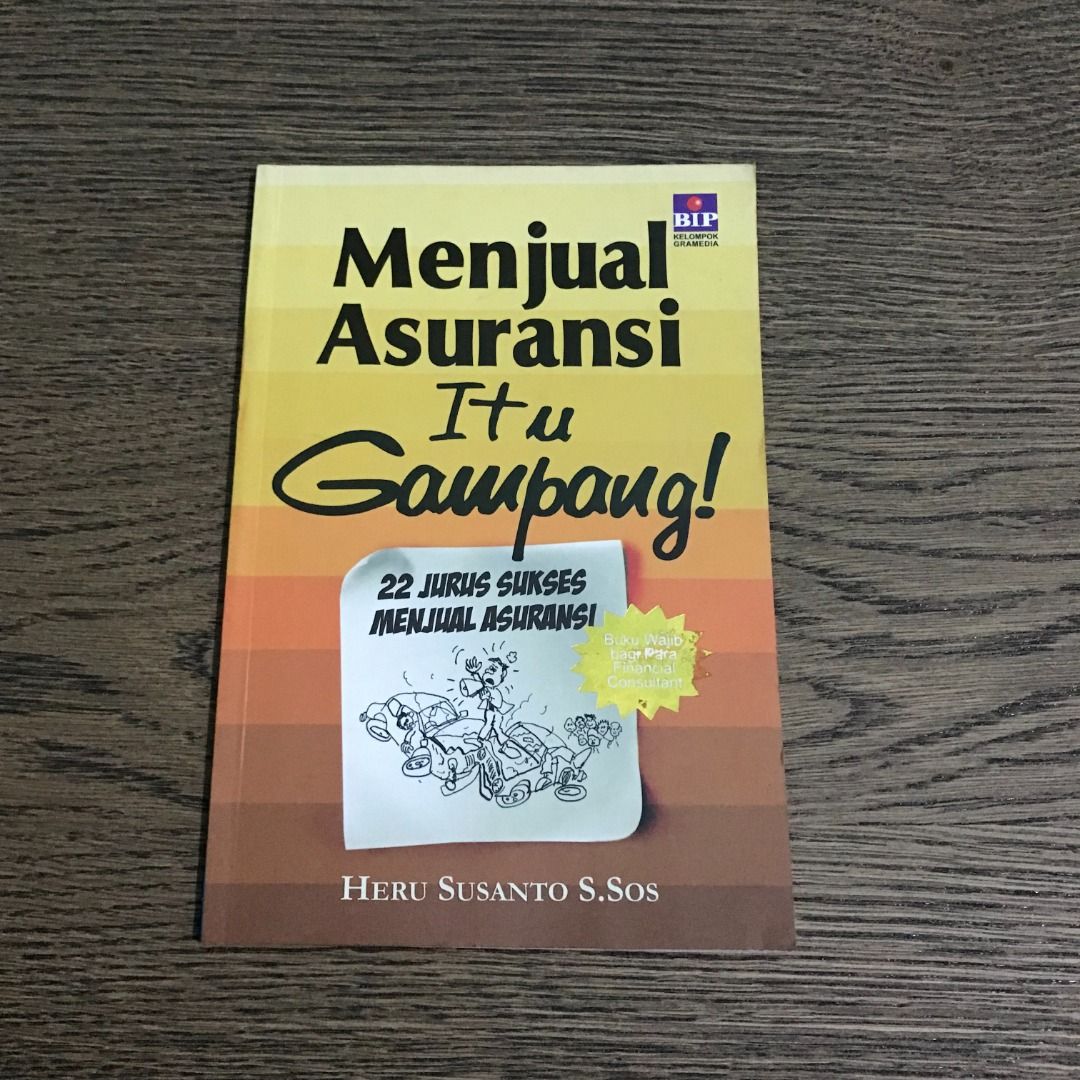 BIP
KELOMPOK
GRAMEDIA
Menjual
Asuransi
Itu
Gampang!
22 JURUS SUKSES
MENJUAL ASURANSI
Buku Wajib
bagi Para
Financial
Consultant
HERU SUSANTO S.SOS